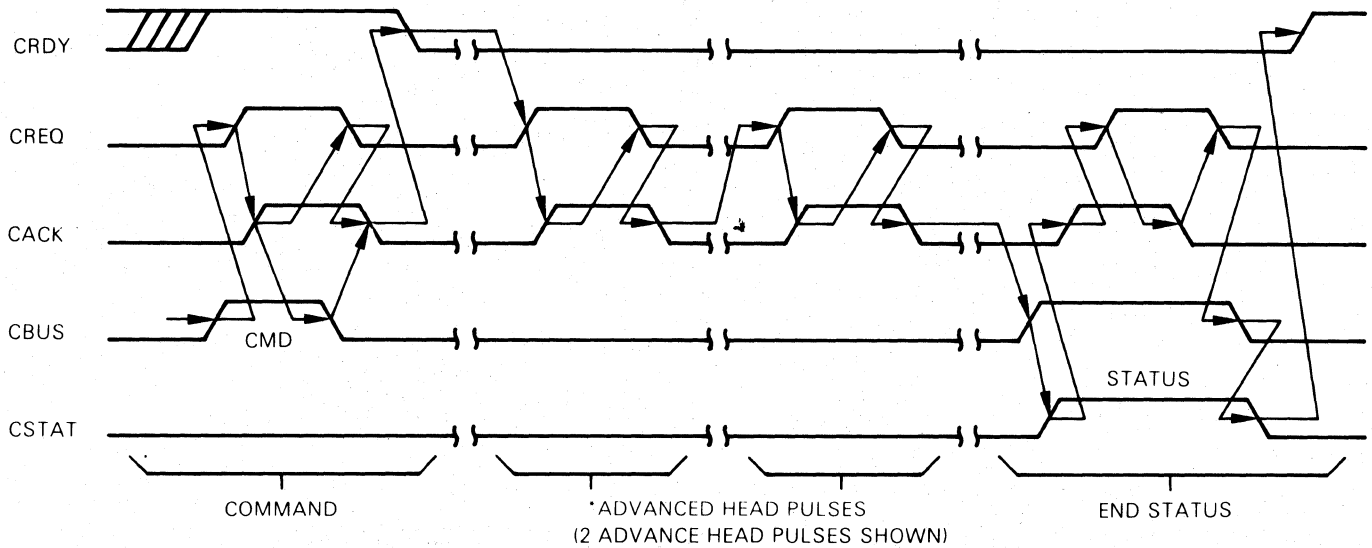 CRDY
CREQ
CACK
CBUS
CMD
STATUS
CSTAT
COMMAND
*ADVANCED HEAD PULSES
(2 ADVANCE HEAD PULSES SHOWN)
END STATUS